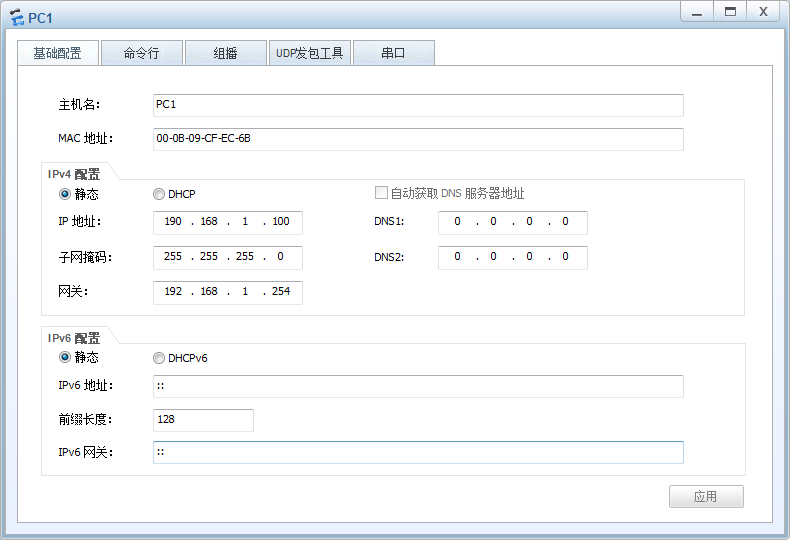 PC1
基础配置 命令行 组播 UDP发包工具 串口
主机名: PC1
MAC 地址: 00-0B-09-CF-EC-6B
IPv4 配置
静态 DHCP 自动获取 DNS 服务器地址
IP 地址: 190 . 168 . 1 . 100 DNS1: 0 . 0 . 0 . 0
子网掩码: 255 . 255 . 255 . 0 DNS2: 0 . 0 . 0 . 0
网关: 192 . 168 . 1 . 254
IPv6 配置
静态 DHCPv6
IPv6 地址: ::
前缀长度: 128
IPv6 网关: ::
应用